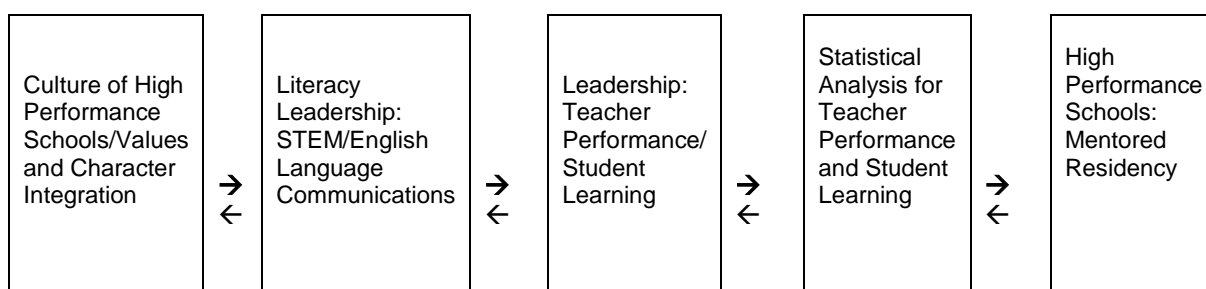 Culture of High
Performance
Schools/Values
and Character
Integration
→
←
Literacy
Leadership:
STEM/English
Language
Communications
→
←
Leadership:
Teacher
Performance/
Student
Learning
→
←
Statistical
Analysis for
Teacher
Performance
and Student
Learning
→
←
High
Performance
Schools:
Mentored
Residency